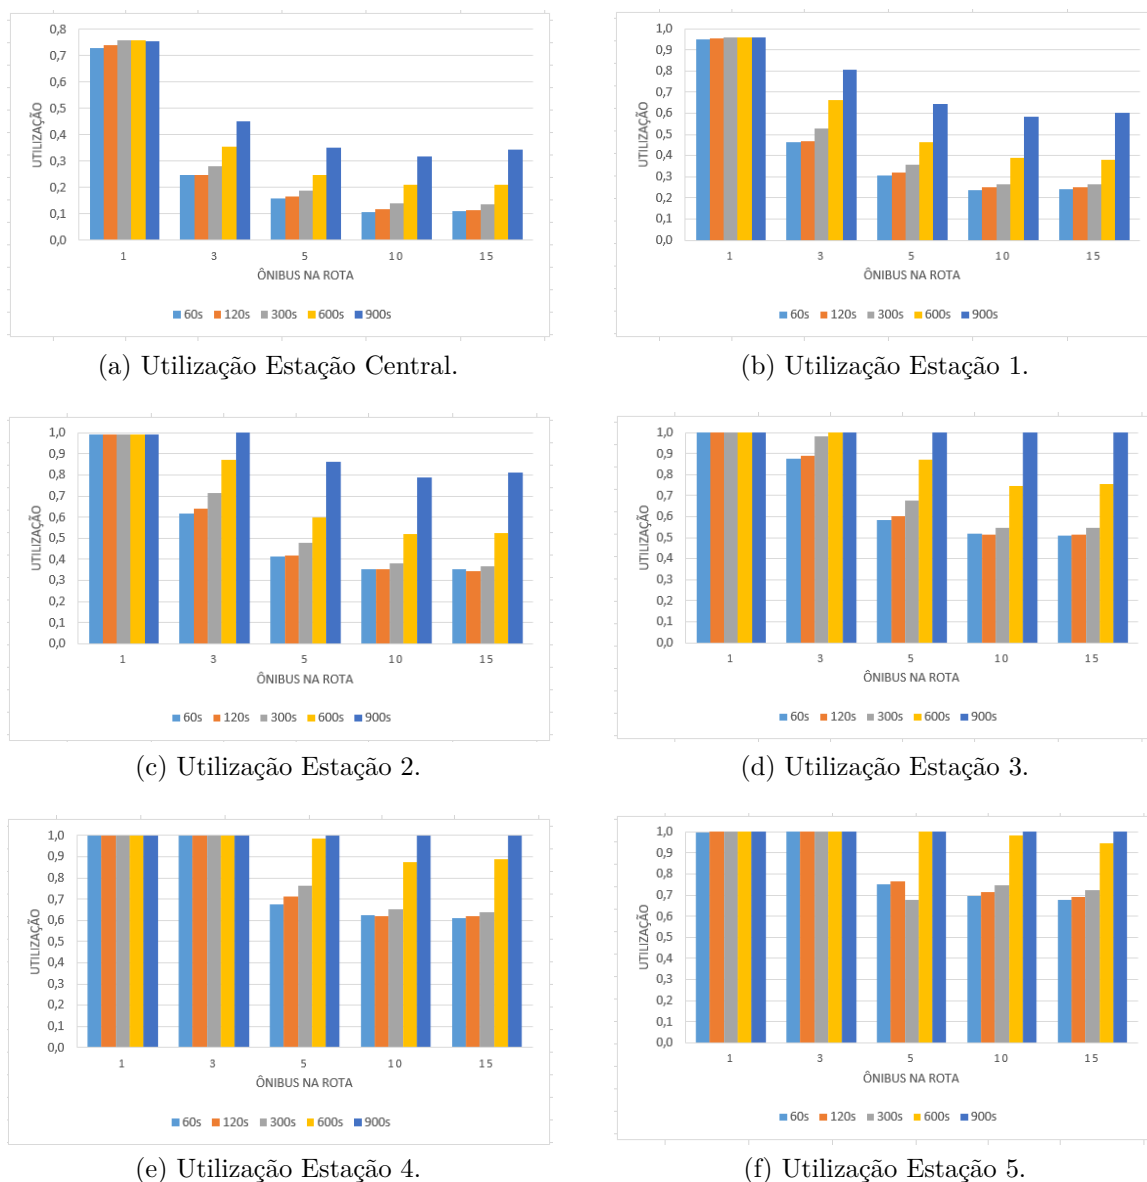 0,8
0,7
0,6
0,5
0,4
0,3
0,2
0,1
0,0
UTILIZAÇÃO
1 3 5 10 15
ÔNIBUS NA ROTA
60s 120s 300s 600s 900s
(a) Utilização Estação Central.
1,0
0,9
0,8
0,7
0,6
0,5
0,4
0,3
0,2
0,1
0,0
UTILIZAÇÃO
1 3 5 10 15
ÔNIBUS NA ROTA
60s 120s 300s 600s 900s
(b) Utilização Estação 1.
1,0
0,9
0,8
0,7
0,6
0,5
0,4
0,3
0,2
0,1
0,0
UTILIZAÇÃO
1 3 5 10 15
ÔNIBUS NA ROTA
60s 120s 300s 600s 900s
(c) Utilização Estação 2.
1,0
0,9
0,8
0,7
0,6
0,5
0,4
0,3
0,2
0,1
0,0
UTILIZAÇÃO
1 3 5 10 15
ÔNIBUS NA ROTA
60s 120s 300s 600s 900s
(d) Utilização Estação 3.
1,0
0,9
0,8
0,7
0,6
0,5
0,4
0,3
0,2
0,1
0,0
UTILIZAÇÃO
1 3 5 10 15
ÔNIBUS NA ROTA
60s 120s 300s 600s 900s
(e) Utilização Estação 4.
1,0
0,9
0,8
0,7
0,6
0,5
0,4
0,3
0,2
0,1
0,0
UTILIZAÇÃO
1 3 5 10 15
ÔNIBUS NA ROTA
60s 120s 300s 600s 900s
(f) Utilização Estação 5.